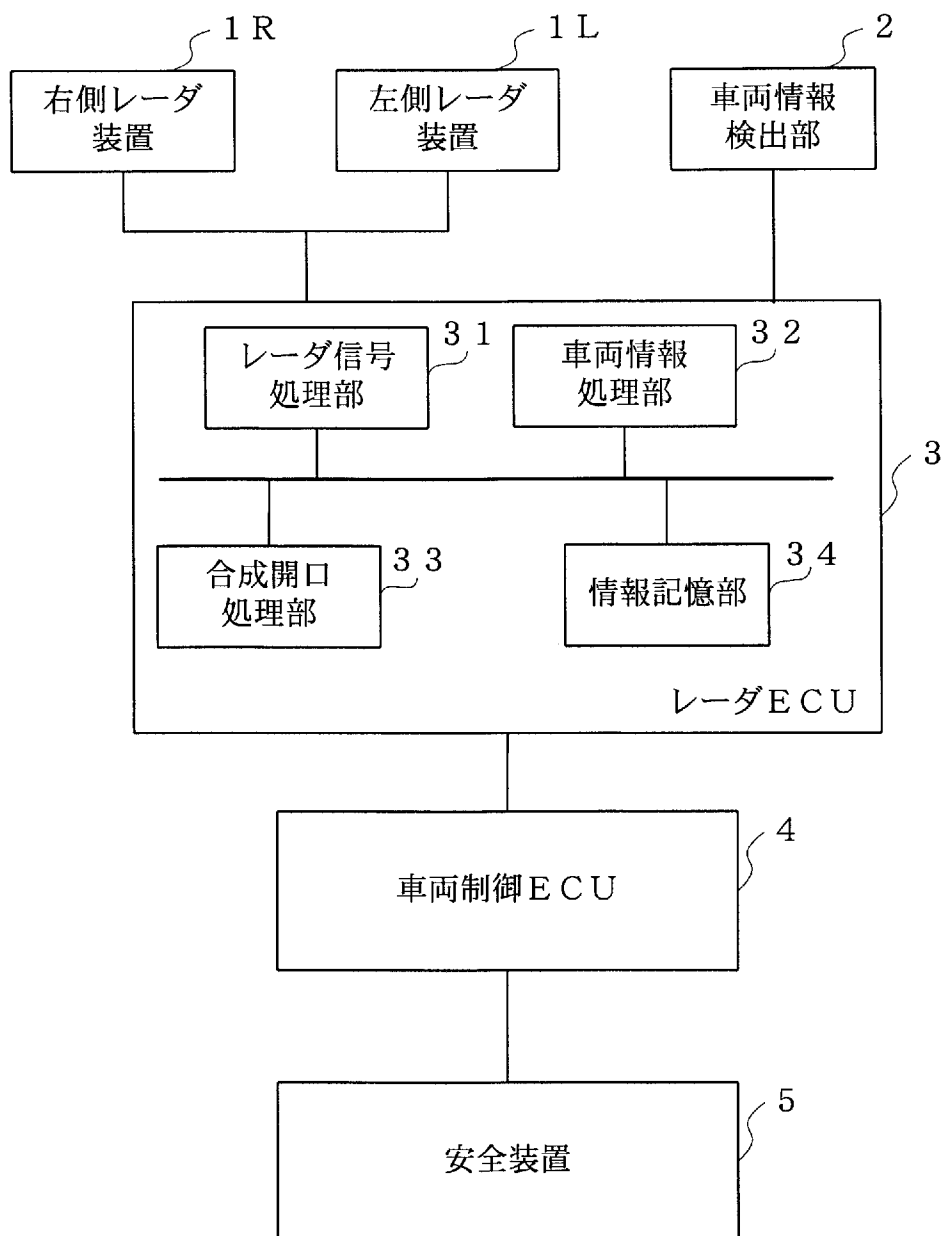 1R
1L
2
右側レーダ
装置
左側レーダ
装置
車両情報
検出部
31
32
レーダ信号
処理部
車両情報
処理部
3
33
34
合成開口
処理部
情報記憶部
レーダECU
4
車両制御ECU
5
安全装置